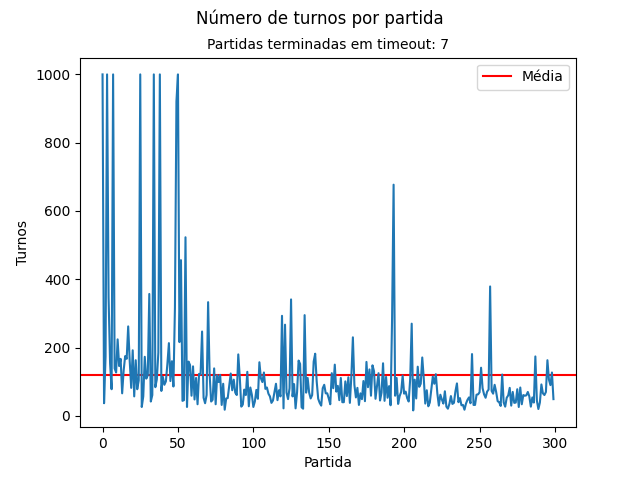 Número de turnos por partida
Partidas terminadas em timeout: 7
Média
1000
800
600
400
200
0
Turnos
0 50 100 150 200 250 300
Partida